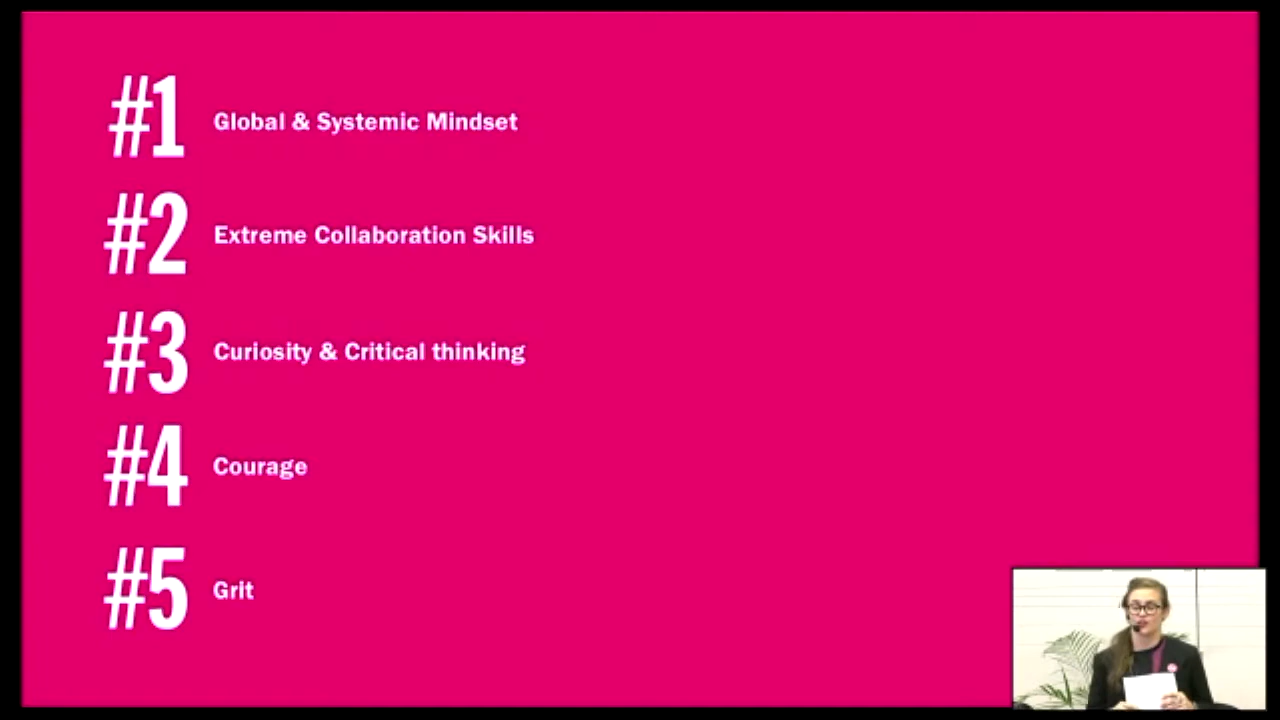 #1 Global & Systemic Mindset
#2 Extreme Collaboration Skills
#3 Curiosity & Critical thinking
#4 Courage
#5 Grit